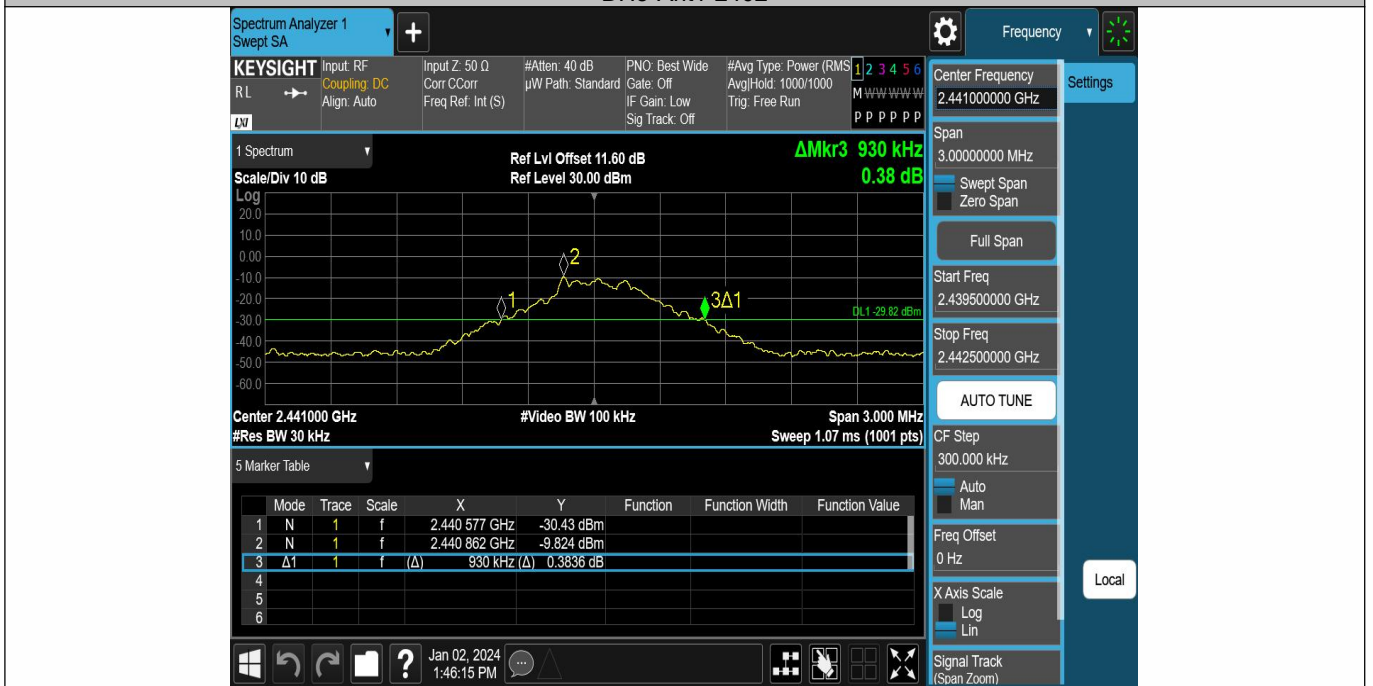 Spectrum Analyzer 1
Swept SA
+
Frequency
KEYSIGHT
RL
LXI
Input: RF
Coupling: DC
Align: Auto
Input Z: 50 Ω
Corr CCorr
Freq Ref: Int (S)
#Atten: 40 dB
µW Path: Standard
PNO: Best Wide
Gate: Off
IF Gain: Low
Sig Track: Off
#Avg Type: Power (RMS
Avg|Hold: 1000/1000
Trig: Free Run
1 2 3 4 5 6
M W W W W W
P P P P P P
Center Frequency
2.441000000 GHz
Settings
1 Spectrum
Scale/Div 10 dB
Ref Lvl Offset 11.60 dB
Ref Level 30.00 dBm
ΔMkr3 930 kHz
0.38 dB
Log
20.0
10.0
0.00
-10.0
-20.0
-30.0
-40.0
-50.0
-60.0
2
1
3Δ1
DL1 -29.82 dBm
Center 2.441000 GHz
#Video BW 100 kHz
Span 3.000 MHz
#Res BW 30 kHz
Sweep 1.07 ms (1001 pts)
Span
3.00000000 MHz
Swept Span
Zero Span
Full Span
Start Freq
2.439500000 GHz
Stop Freq
2.442500000 GHz
AUTO TUNE
CF Step
300.000 kHz
Auto
Man
Freq Offset
0 Hz
X Axis Scale
Log
Lin
Signal Track
(Span Zoom)
Local
5 Marker Table
Mode Trace Scale X Y Function Function Width Function Value
1 N 1 f 2.440 577 GHz -30.43 dBm
2 N 1 f 2.440 862 GHz -9.824 dBm
3 Δ1 1 f (Δ) 930 kHz (Δ) 0.3836 dB
4
5
6
?
Jan 02, 2024
1:46:15 PM